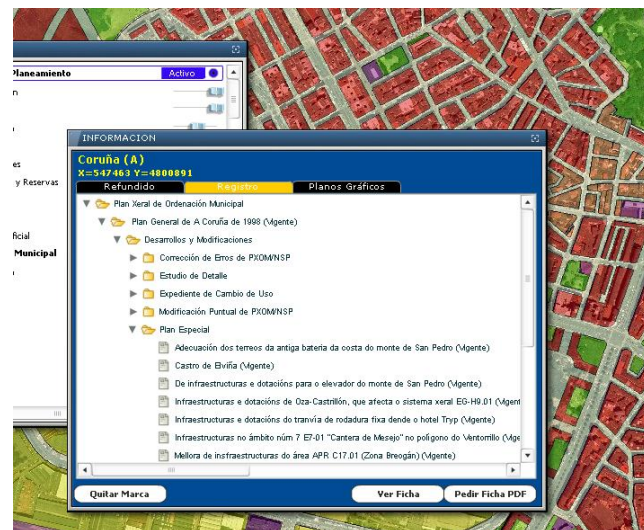 Planeamiento Activo
n
es
y Reservas
ficial
Municipal
INFORMACION
Coruña (A)
X=547463 Y=4800891
Refundido Registro Planos Gráficos
Plan Xeral de Ordenación Municipal
Plan General de A Coruña de 1998 (Vigente)
Desarrollos y Modificaciones
Corrección de Erros de PXOM/NSP
Estudio de Detalle
Expediente de Cambio de Uso
Modificación Puntual de PXOM/NSP
Plan Especial
Adecuación dos terreos da antiga bateria da costa do monte de San Pedro (Vigente)
Castro de Elviña (Vigente)
De infraestructuras e dotacións para o elevador do monte de San Pedro (Vigente)
Infraestructuras e dotacións de Oza-Castrillón, que afecta o sistema xeral EG-H9.01 (Vigent
Infraestructuras e dotacións do tranvía de rodadura fixa dende o hotel Tryp (Vigente)
Infraestructuras no ámbito núm 7 E7-01 "Cantera de Mesejo" no polígono do Ventorrillo (Vige
Mellora de insfraestructuras do área APR C17.01 (Zona Breogán) (Vigente)
Quitar Marca Ver Ficha Pedir Ficha PDF